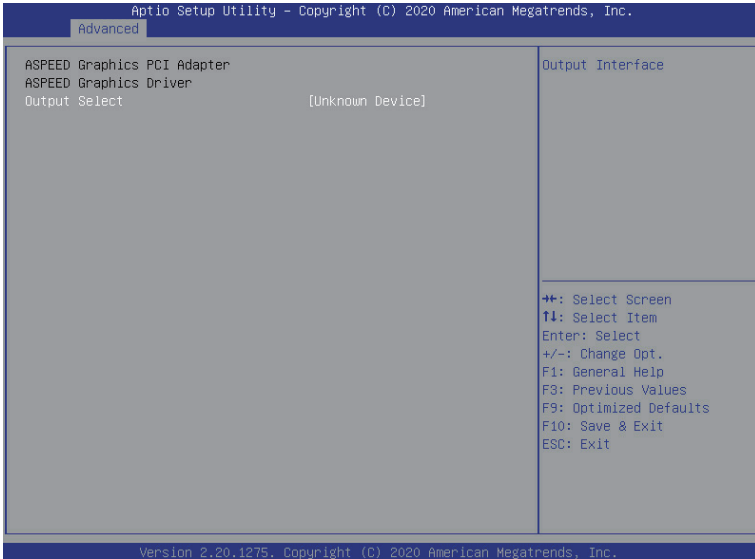 Aptio Setup Utility – Copyright (C) 2020 American Megatrends, Inc.
Advanced
ASPEED Graphics PCI Adapter
ASPEED Graphics Driver
Output Select [Unknown Device]
Output Interface
→←: Select Screen
↑↓: Select Item
Enter: Select
+/-: Change Opt.
F1: General Help
F3: Previous Values
F9: Optimized Defaults
F10: Save & Exit
ESC: Exit
Version 2.20.1275. Copyright (C) 2020 American Megatrends, Inc.